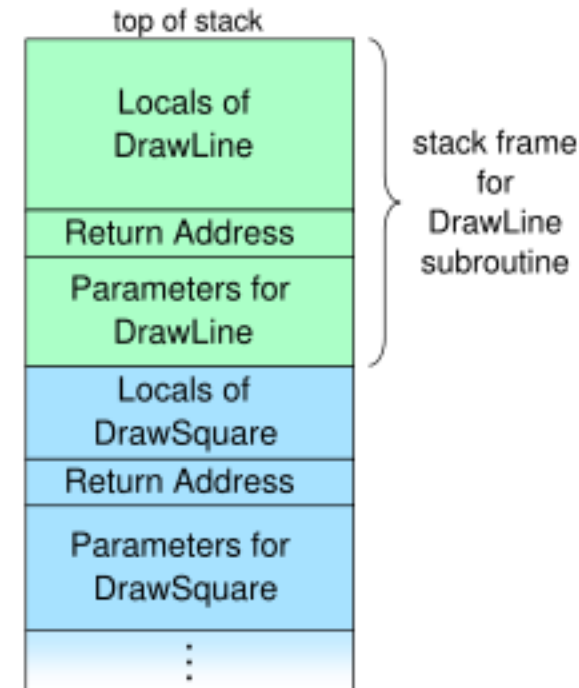 top of stack
Locals of
DrawLine
stack frame
for
DrawLine
subroutine
Return Address
Parameters for
DrawLine
Locals of
DrawSquare
Return Address
Parameters for
DrawSquare